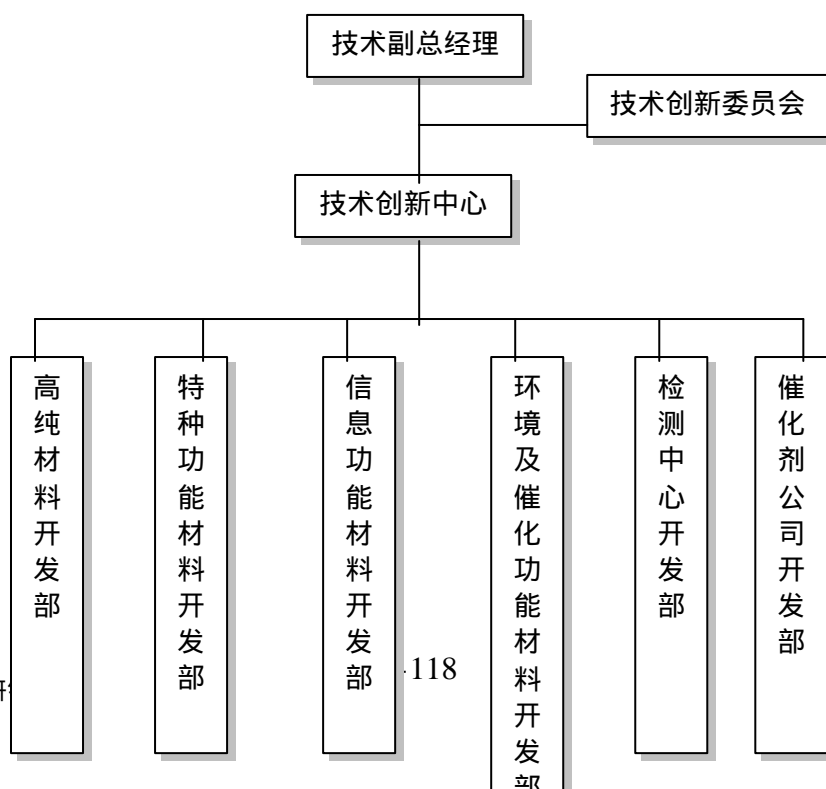 技术副总经理
技术创新委员会
技术创新中心
高纯材料开发部
特种功能材料开发部
信息功能材料开发部
环境及催化功能材料开发部
检测中心开发部
催化剂公司开发部
118